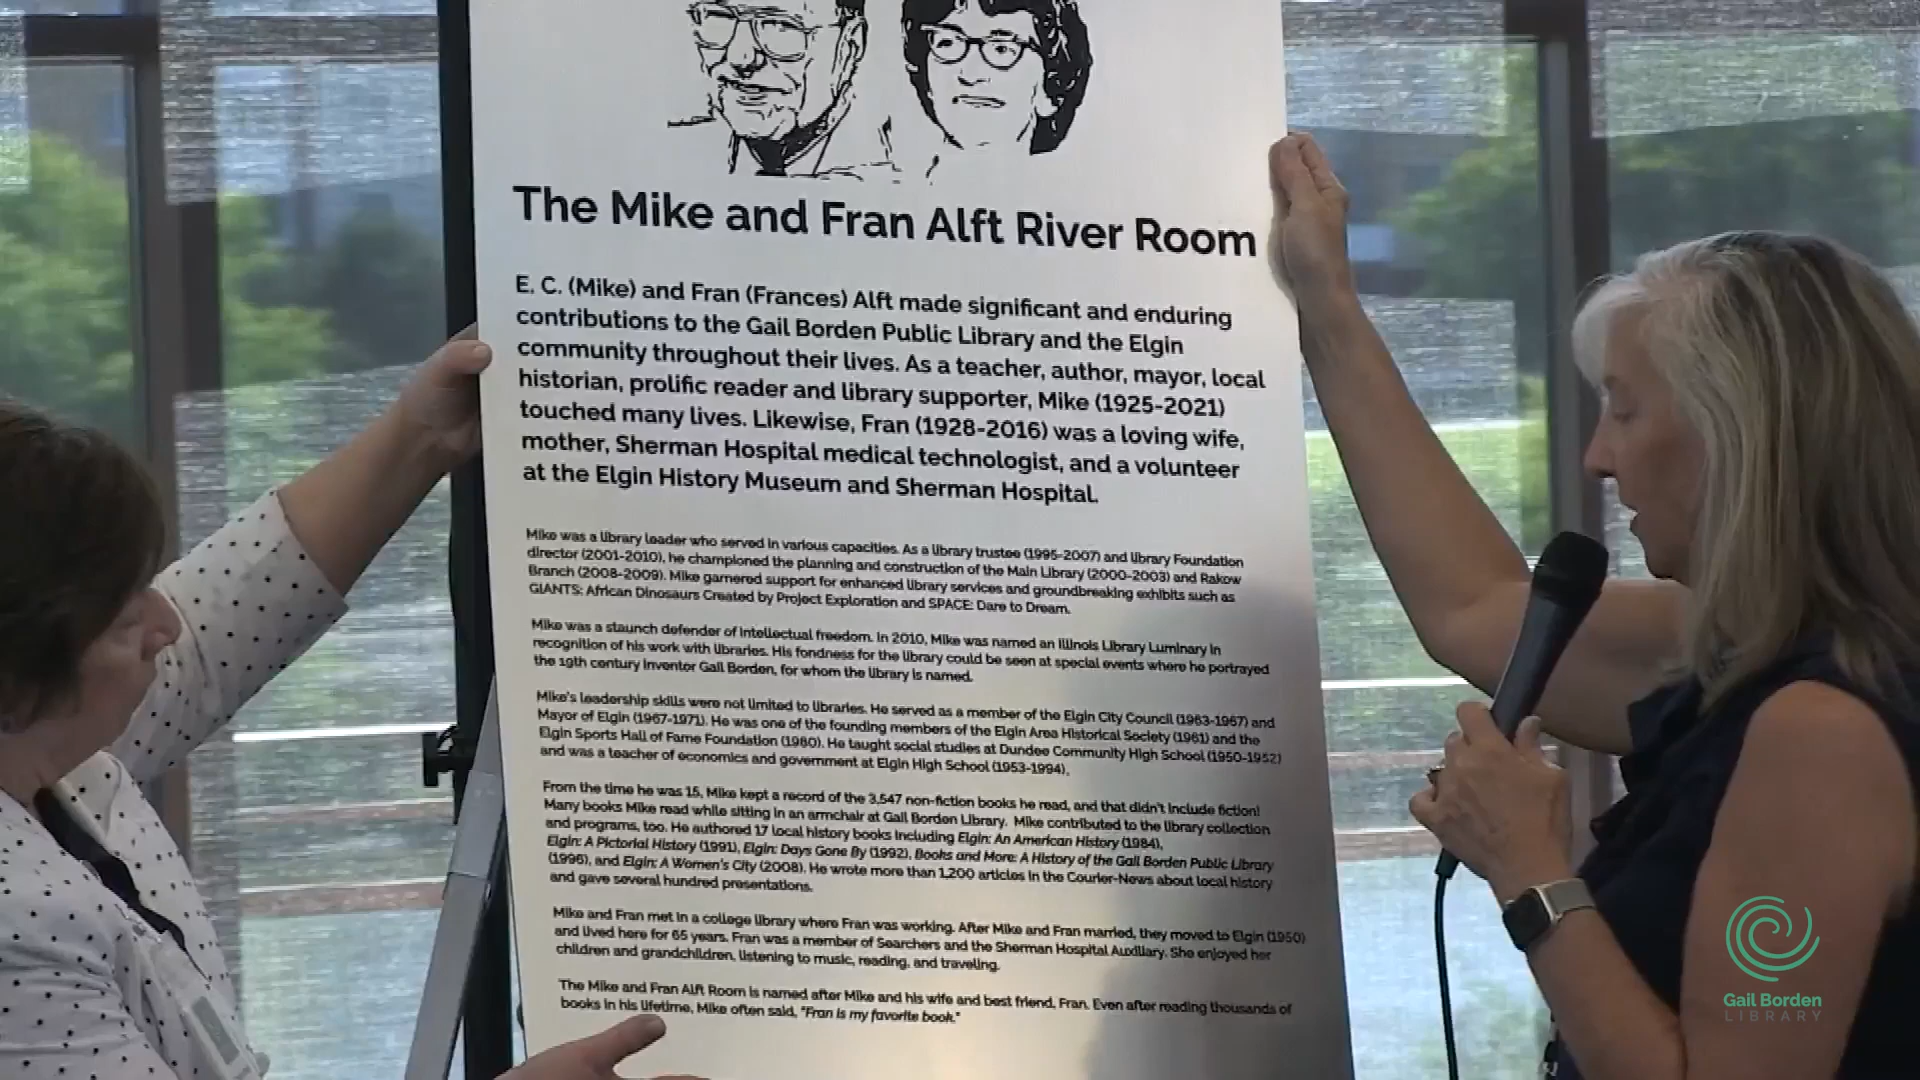 The Mike and Fran Alft River Room
E. C. (Mike) and Fran (Frances) Alft made significant and enduring
contributions to the Gail Borden Public Library and the Elgin
community throughout their lives. As a teacher, author, mayor, local
historian, prolific reader and library supporter, Mike (1925-2021)
touched many lives. Likewise, Fran (1928-2016) was a loving wife,
mother, Sherman Hospital medical technologist, and a volunteer
at the Elgin History Museum and Sherman Hospital.
Mike was a library leader who served in various capacities. As a library trustee (1995-2007) and library Foundation
director (2001-2010), he championed the planning and construction of the Main Library (2000-2003) and Rakow
Branch (2008-2009). Mike garnered support for enhanced library services and groundbreaking exhibits such as
GIANTS: African Dinosaurs Created by Project Exploration and SPACE: Dare to Dream.
Mike was a staunch defender of intellectual freedom. In 2010, Mike was named an Illinois Library Luminary in
recognition of his work with libraries. His fondness for the library could be seen at special events where he portrayed
the 19th century inventor Gail Borden, for whom the library is named.
Mike's leadership skills were not limited to libraries. He served as a member of the Elgin City Council (1963-1967) and
Mayor of Elgin (1967-1971). He was one of the founding members of the Elgin Area Historical Society (1961) and the
Elgin Sports Hall of Fame Foundation (1980). He taught social studies at Dundee Community High School (1950-1952)
and was a teacher of economics and government at Elgin High School (1953-1994).
From the time he was 15, Mike kept a record of the 3,547 non-fiction books he read, and that didn't include fiction!
Many books Mike read while sitting in an armchair at Gail Borden Library. Mike contributed to the library collection
and programs, too. He authored 17 local history books including Elgin: An American History (1984),
Elgin: A Pictorial History (1991), Elgin: Days Gone By (1992), Books and More: A History of the Gail Borden Public Library
(1996), and Elgin: A Women's City (2008). He wrote more than 1,200 articles in the Courier-News about local history
and gave several hundred presentations.
Mike and Fran met in a college library where Fran was working. After Mike and Fran married, they moved to Elgin (1950)
and lived here for 65 years. Fran was a member of Searchers and the Sherman Hospital Auxiliary. She enjoyed her
children and grandchildren, listening to music, reading, and traveling.
The Mike and Fran Alft Room is named after Mike and his wife and best friend, Fran. Even after reading thousands of
books in his lifetime, Mike often said, "Fran is my favorite book."
Gail Borden
LIBRARY